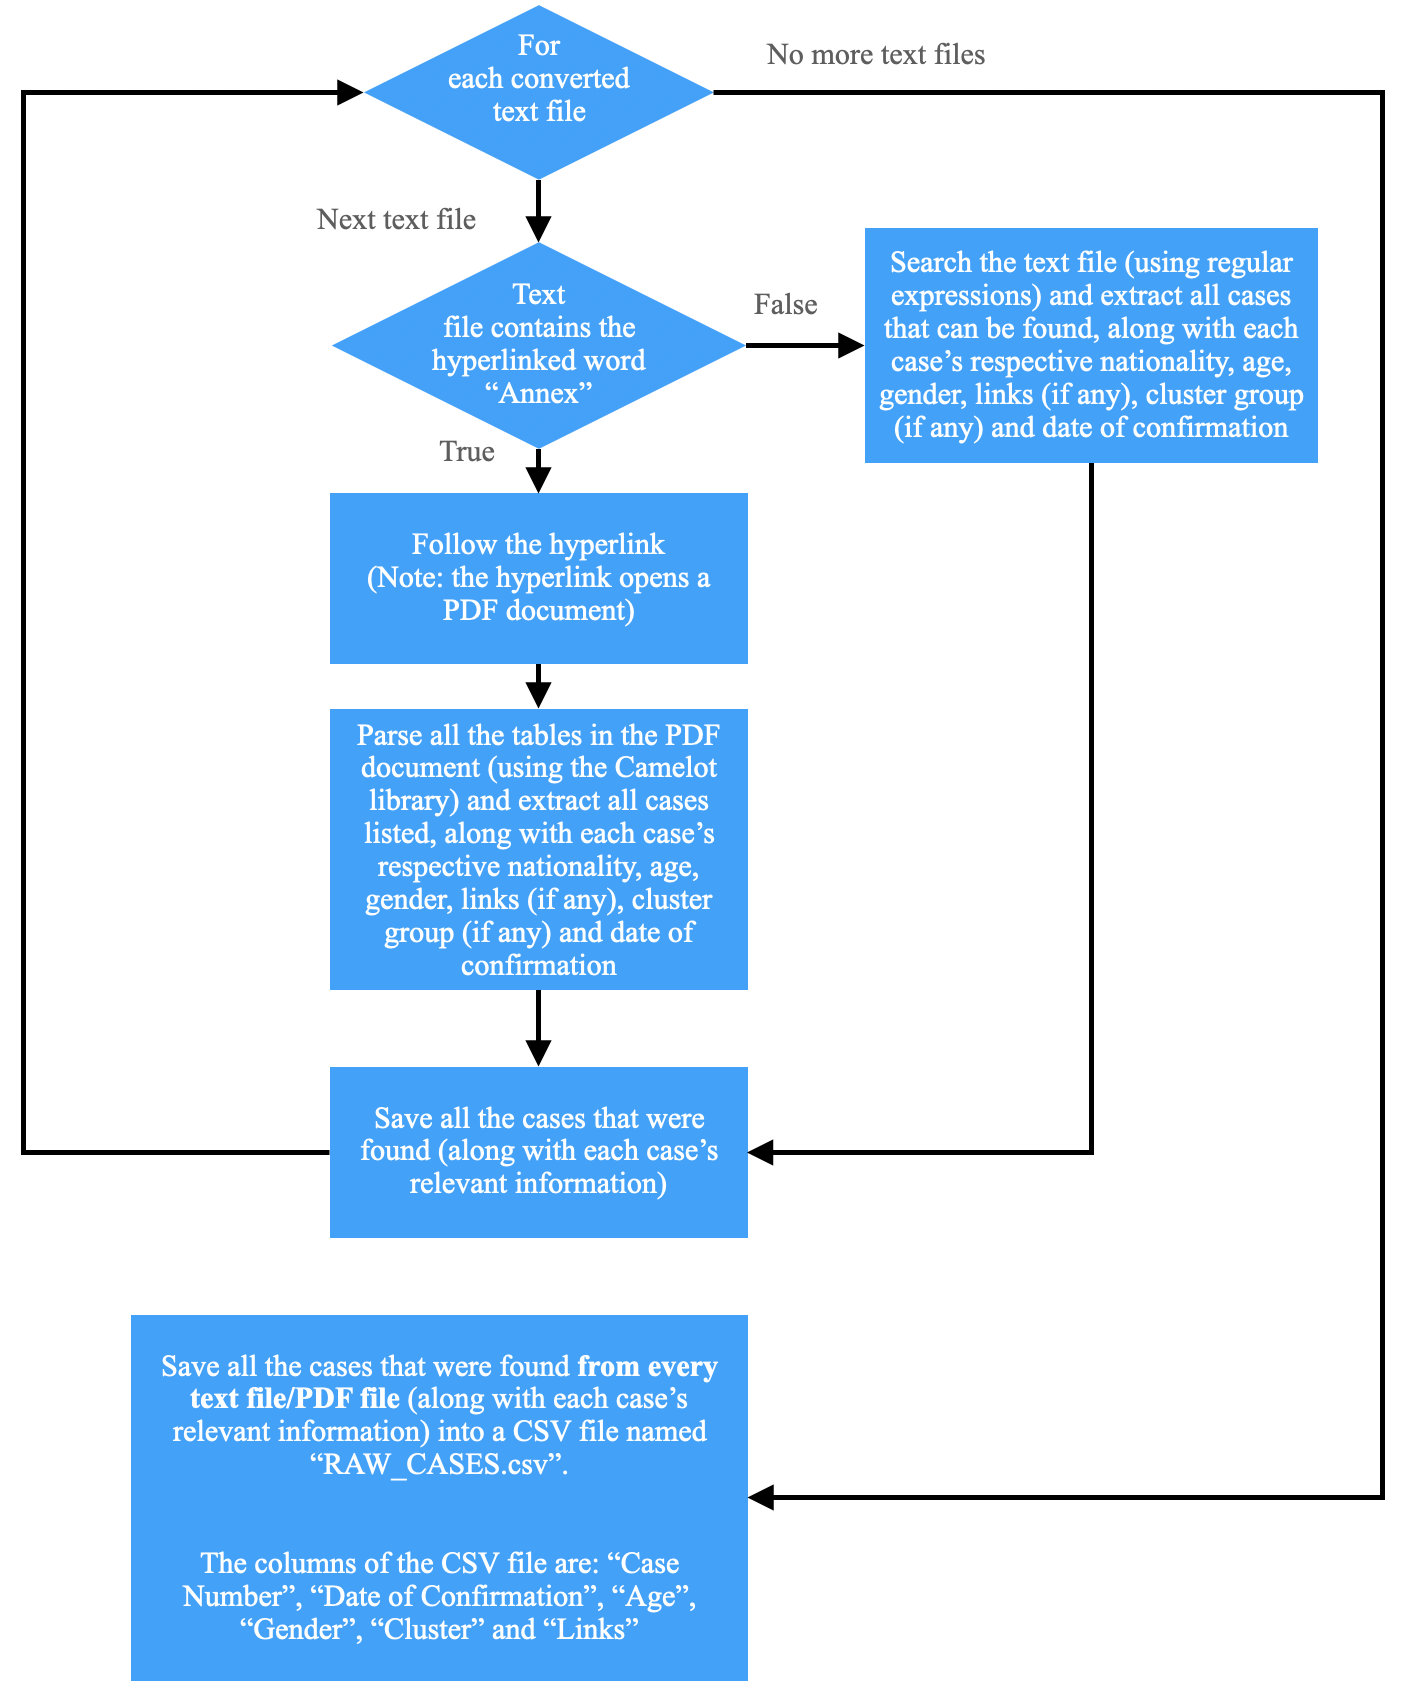 For
each converted
text file
No more text files
Next text file
Text
file contains the
hyperlinked word
“Annex”
False
Search the text file (using regular
expressions) and extract all cases
that can be found, along with each
case’s respective nationality, age,
gender, links (if any), cluster group
(if any) and date of confirmation
True
Follow the hyperlink
(Note: the hyperlink opens a
PDF document)
Parse all the tables in the PDF
document (using the Camelot
library) and extract all cases
listed, along with each case’s
respective nationality, age,
gender, links (if any), cluster
group (if any) and date of
confirmation
Save all the cases that were
found (along with each case’s
relevant information)
Save all the cases that were found from every
text file/PDF file (along with each case’s
relevant information) into a CSV file named
“RAW_CASES.csv”.
The columns of the CSV file are: “Case
Number”, “Date of Confirmation”, “Age”,
“Gender”, “Cluster” and “Links”